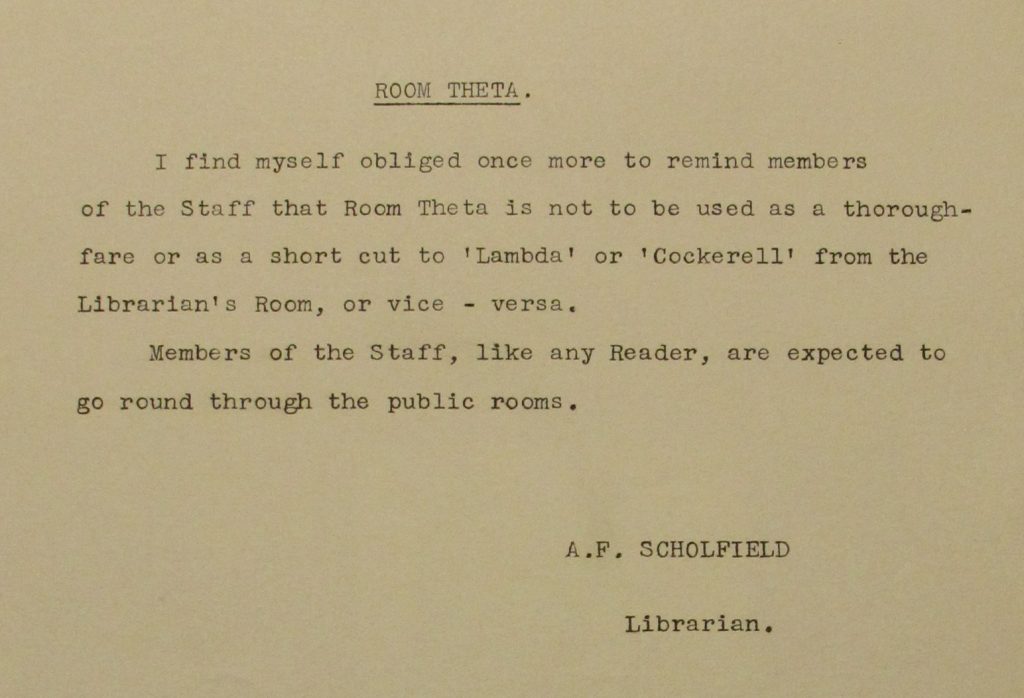 ROOM THETA.
I find myself obliged once more to remind members
of the Staff that Room Theta is not to be used as a thorough-
fare or as a short cut to 'Lambda' or 'Cockerell' from the
Librarian's Room, or vice - versa.
Members of the Staff, like any Reader, are expected to
go round through the public rooms.
A.F. SCHOLFIELD
Librarian.